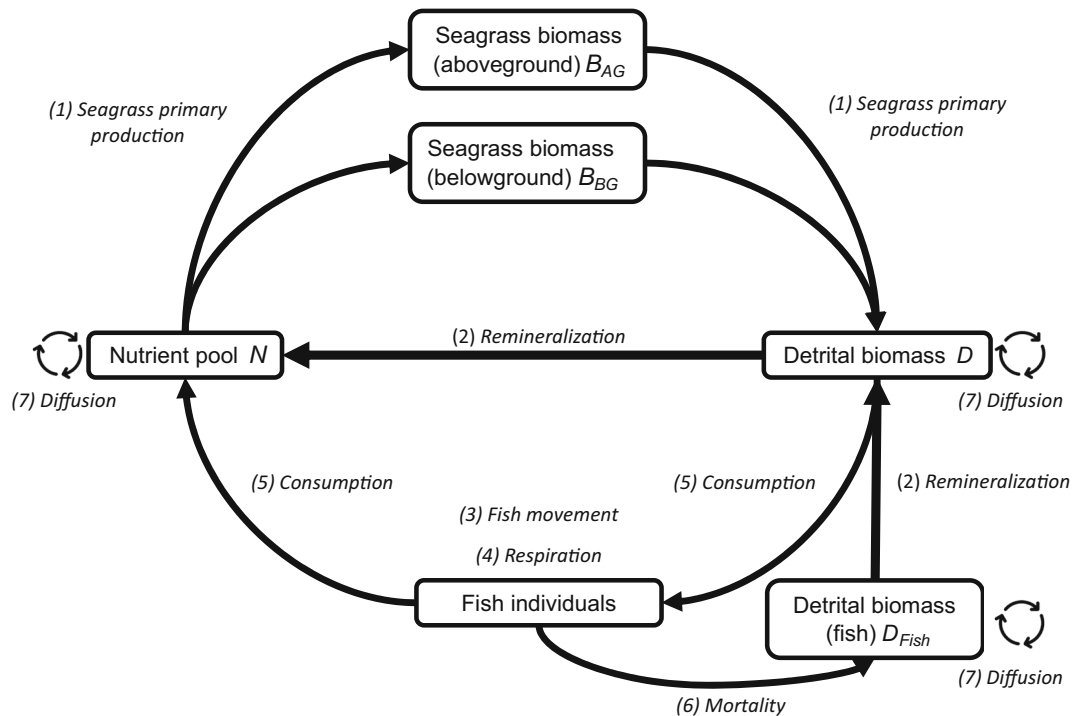 Seagrass biomass
(aboveground) B_AG
(1) Seagrass primary
production
(1) Seagrass primary
production
Seagrass biomass
(belowground) B_BG
Nutrient pool N
(2) Remineralization
Detrital biomass D
(7) Diffusion
(7) Diffusion
(5) Consumption
(5) Consumption
(2) Remineralization
(3) Fish movement
(4) Respiration
Fish individuals
Detrital biomass
(fish) D_Fish
(7) Diffusion
(6) Mortality